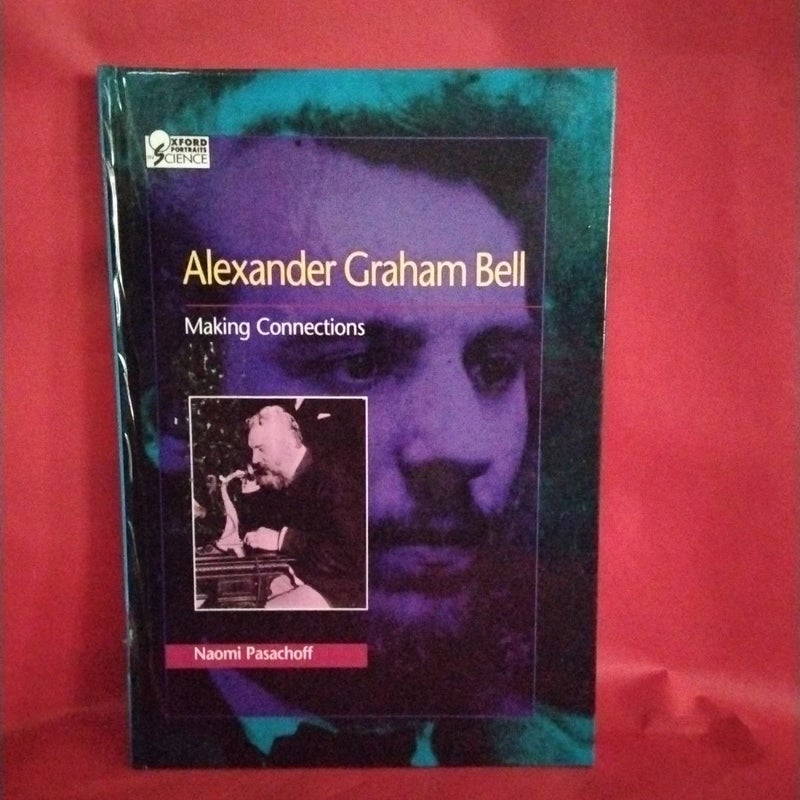 OXFORD
PORTRAITS
IN SCIENCE
Alexander Graham Bell
Making Connections
Naomi Pasachoff